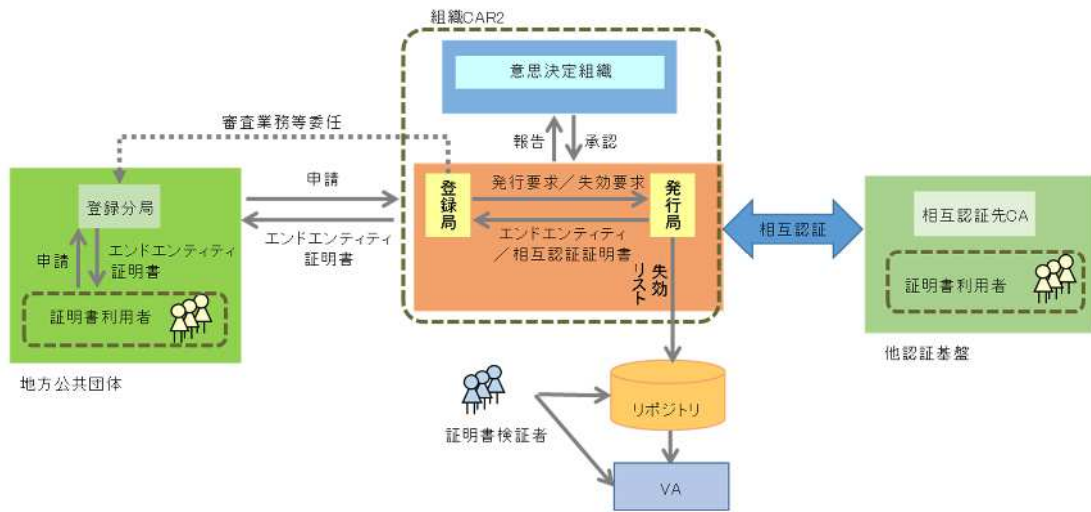 組織CAR2
意思決定組織
審査業務等委任
報告
承認
申請
登録分局
登録局
発行要求／失効要求
発行局
相互認証
相互認証先CA
エンドエンティティ
証明書
エンドエンティティ
証明書
申請
エンドエンティティ
／相互認証証明書
失効
リスト
証明書利用者
証明書利用者
地方公共団体
他認証基盤
証明書検証者
リポジトリ
VA